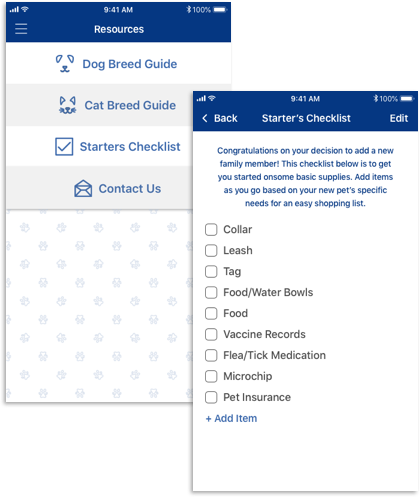 9:41 AM
100%
Resources
Dog Breed Guide
Cat Breed Guide
Starters Checklist
Contact Us
9:41 AM
100%
Back
Starter's Checklist
Edit
Congratulations on your decision to add a new
family member! This checklist below is to get
you started onsome basic supplies. Add items
as you go based on your new pet's specific
needs for an easy shopping list.
Collar
Leash
Tag
Food/Water Bowls
Food
Vaccine Records
Flea/Tick Medication
Microchip
Pet Insurance
+ Add Item